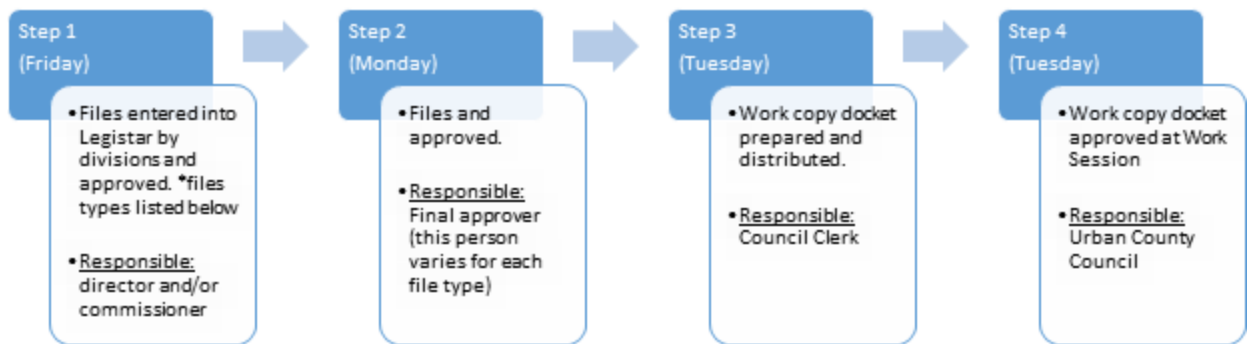 Step 1
(Friday)
•Files entered into
Legistar by
divisions and
approved. *files
types listed below
•Responsible:
director and/or
commissioner
Step 2
(Monday)
•Files and
approved.
•Responsible:
Final approver
(this person
varies for each
file type)
Step 3
(Tuesday)
•Work copy docket
prepared and
distributed.
•Responsible:
Council Clerk
Step 4
(Tuesday)
•Work copy docket
approved at Work
Session
•Responsible:
Urban County
Council